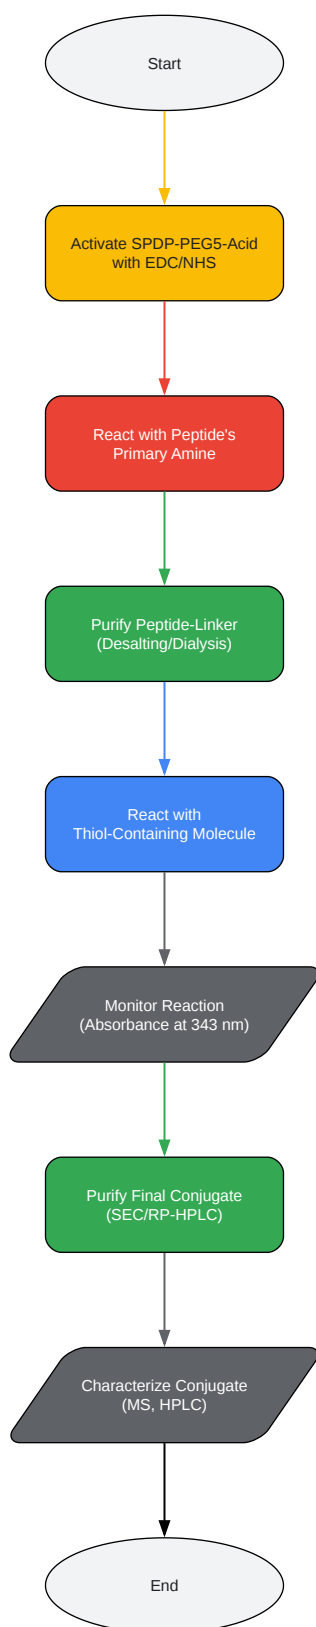 Start
Activate SPDP-PEG5-Acid
with EDC/NHS
React with Peptide's
Primary Amine
Purify Peptide-Linker
(Desalting/Dialysis)
React with
Thiol-Containing Molecule
Monitor Reaction
(Absorbance at 343 nm)
Purify Final Conjugate
(SEC/RP-HPLC)
Characterize Conjugate
(MS, HPLC)
End